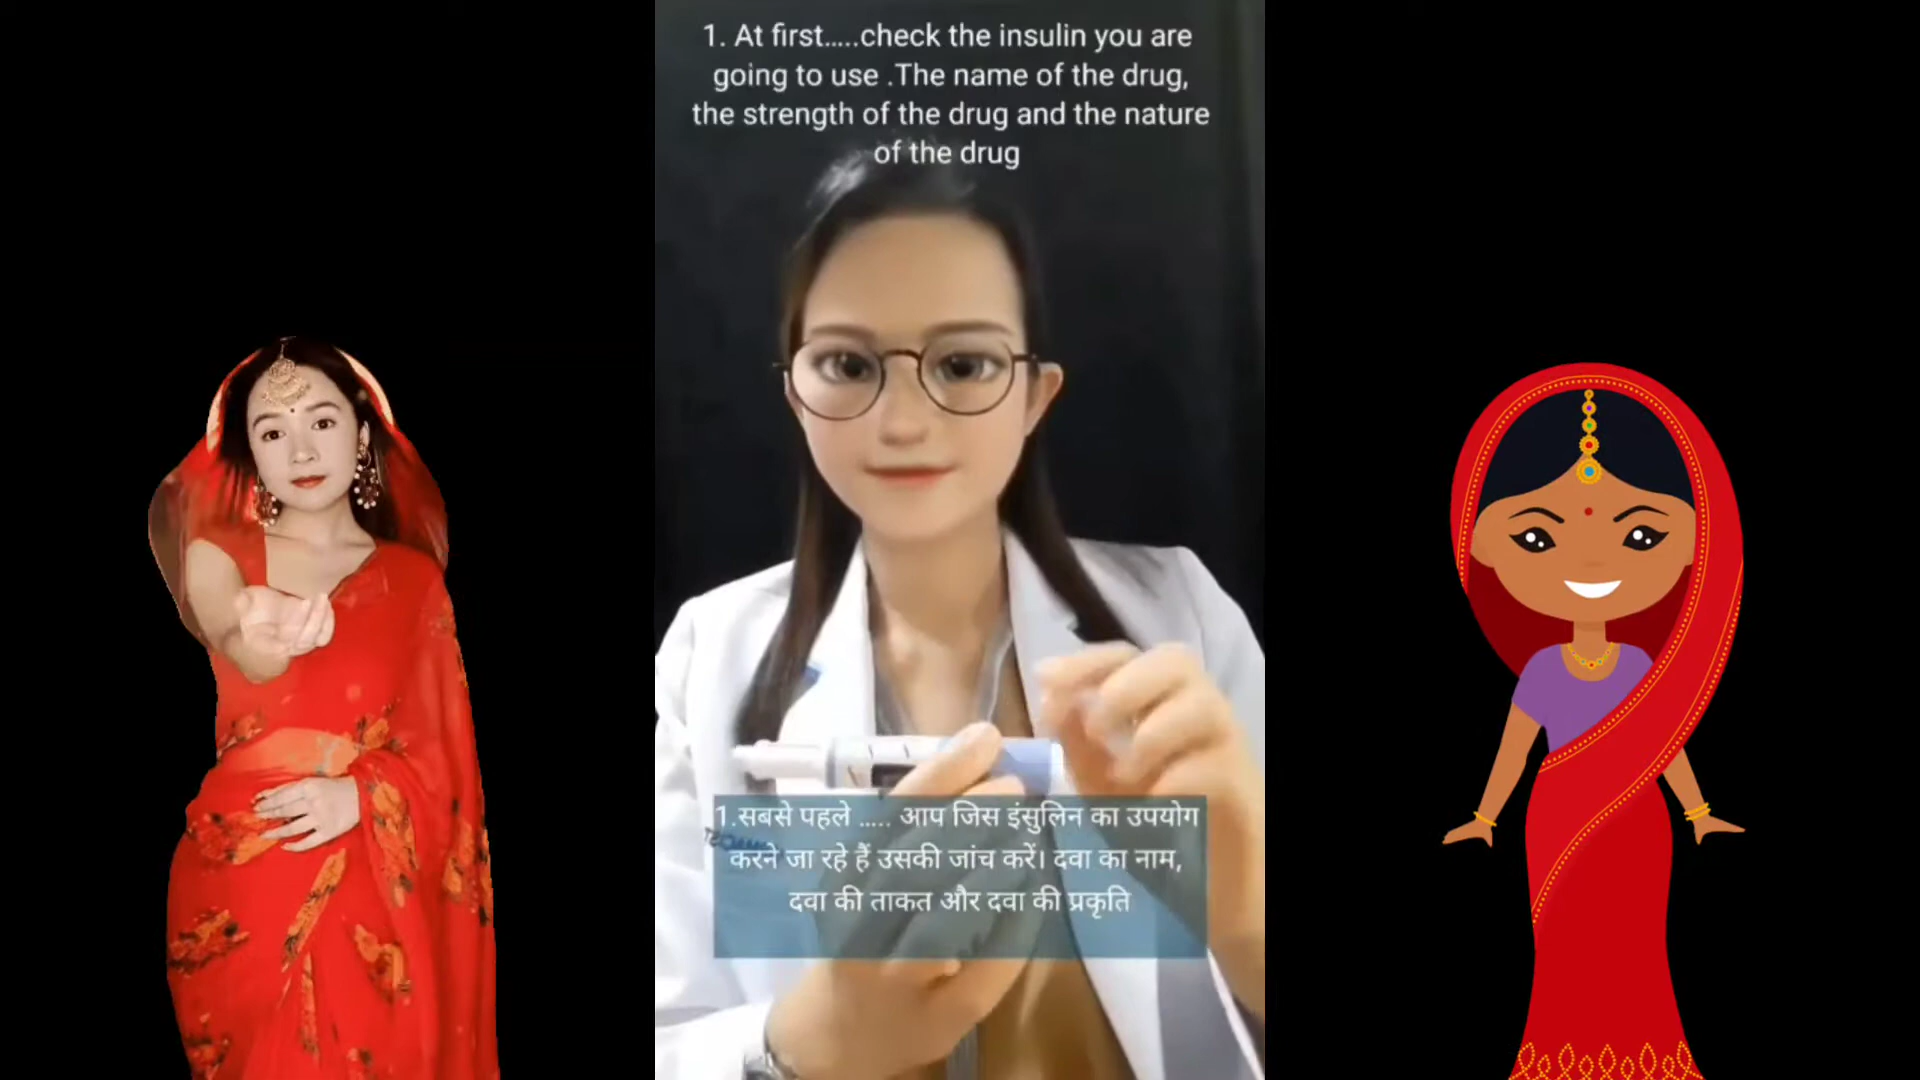 1. At first.....check the insulin you are
going to use .The name of the drug,
the strength of the drug and the nature
of the drug
1.सबसे पहले ..... आप जिस इंसुलिन का उपयोग
करने जा रहे हैं उसकी जांच करें। दवा का नाम,
दवा की ताकत और दवा की प्रकृति